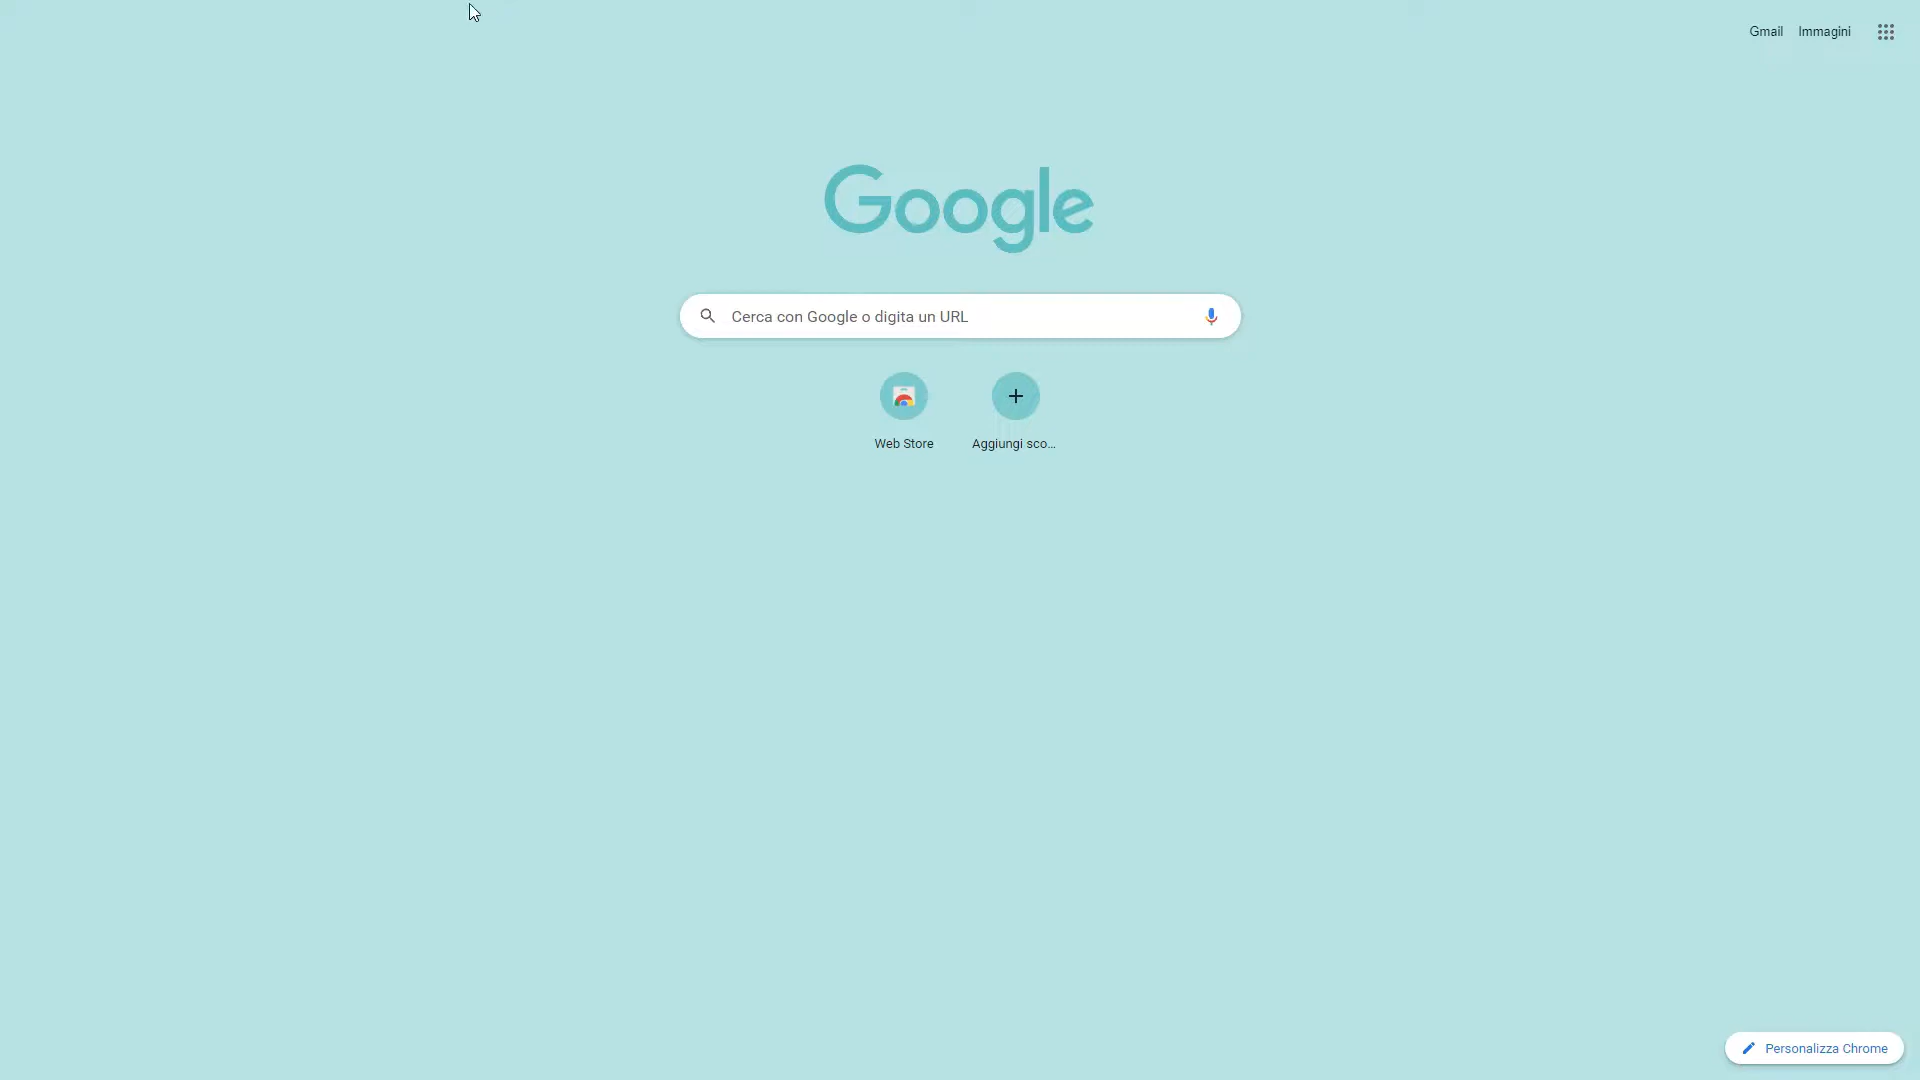 Gmail Immagini
Google
Cerca con Google o digita un URL
Web Store Aggiungi sco...
Personalizza Chrome